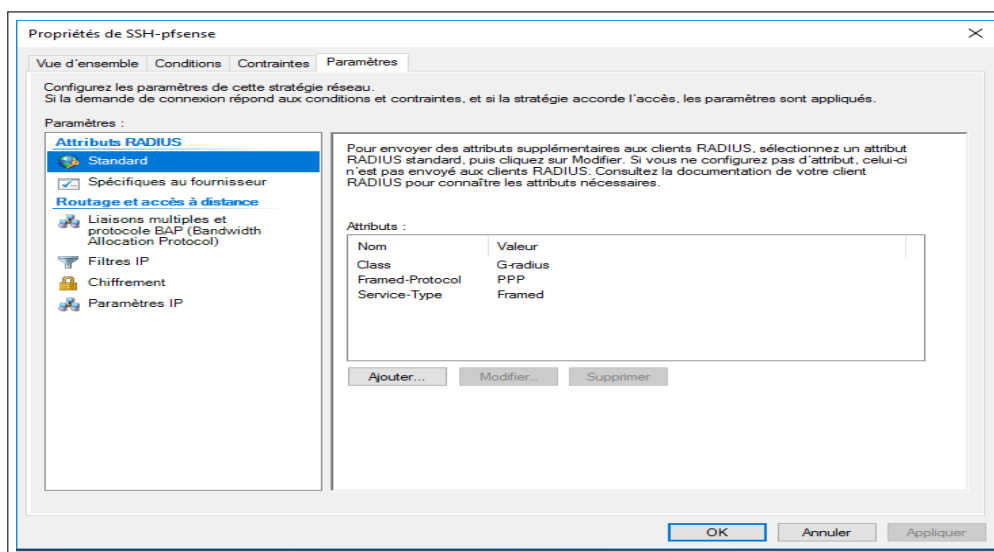 Propriétés de SSH-pfsense
Vue d'ensemble Conditions Contraintes Paramètres
Configurez les paramètres de cette stratégie réseau.
Si la demande de connexion répond aux conditions et contraintes, et si la stratégie accorde l'accès, les paramètres sont appliqués.
Paramètres :
Attributs RADIUS
Standard
Spécifiques au fournisseur
Routage et accès à distance
Liaisons multiples et
protocole BAP (Bandwidth
Allocation Protocol)
Filtres IP
Chiffrement
Paramètres IP
Pour envoyer des attributs supplémentaires aux clients RADIUS, sélectionnez un attribut
RADIUS standard, puis cliquez sur Modifier. Si vous ne configurez pas d'attribut, celui-ci
n'est pas envoyé aux clients RADIUS. Consultez la documentation de votre client
RADIUS pour connaître les attributs nécessaires.
Attributs :
Nom Valeur
Class G-radius
Framed-Protocol PPP
Service-Type Framed
Ajouter... Modifier... Supprimer
OK Annuler Appliquer